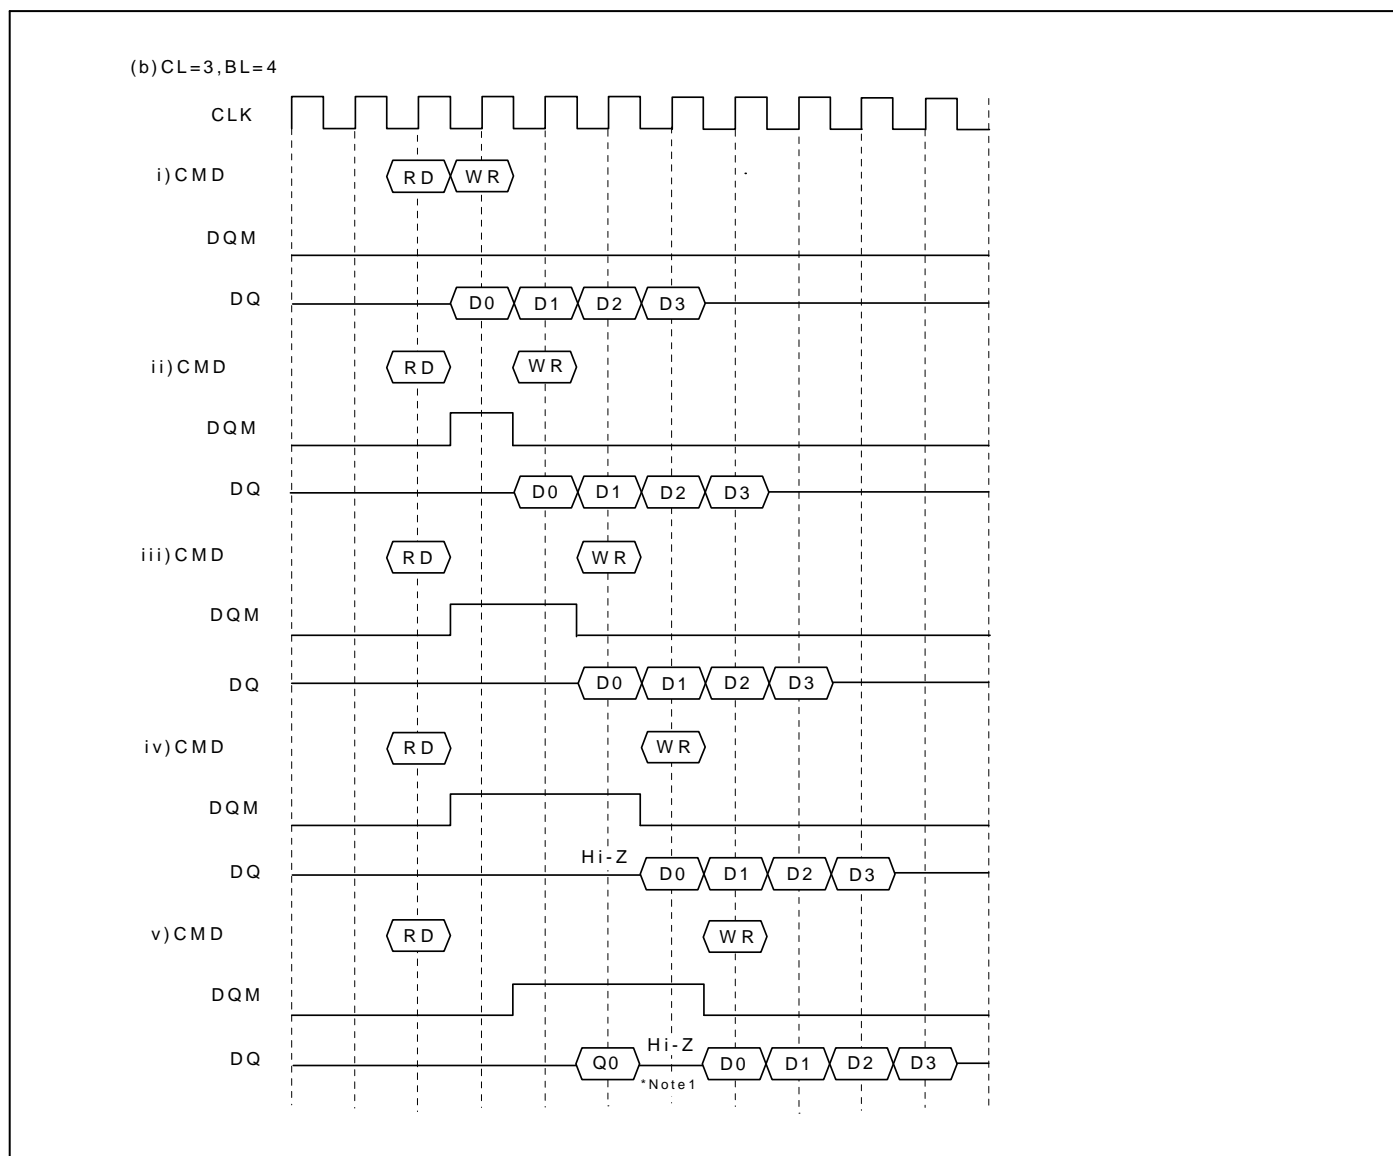 (b)CL=3,BL=4
CLK
i)CMD RD WR
DQM
DQ D0 D1 D2 D3
ii)CMD RD WR
DQM
DQ D0 D1 D2 D3
iii)CMD RD WR
DQM
DQ D0 D1 D2 D3
iv)CMD RD WR
DQM
DQ Hi-Z D0 D1 D2 D3
v)CMD RD WR
DQM
DQ Q0 Hi-Z D0 D1 D2 D3
*Note1